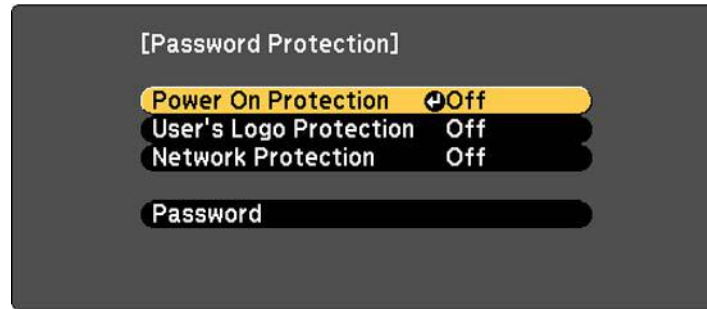 [Password Protection]
Power On Protection Off
User's Logo Protection Off
Network Protection Off
Password